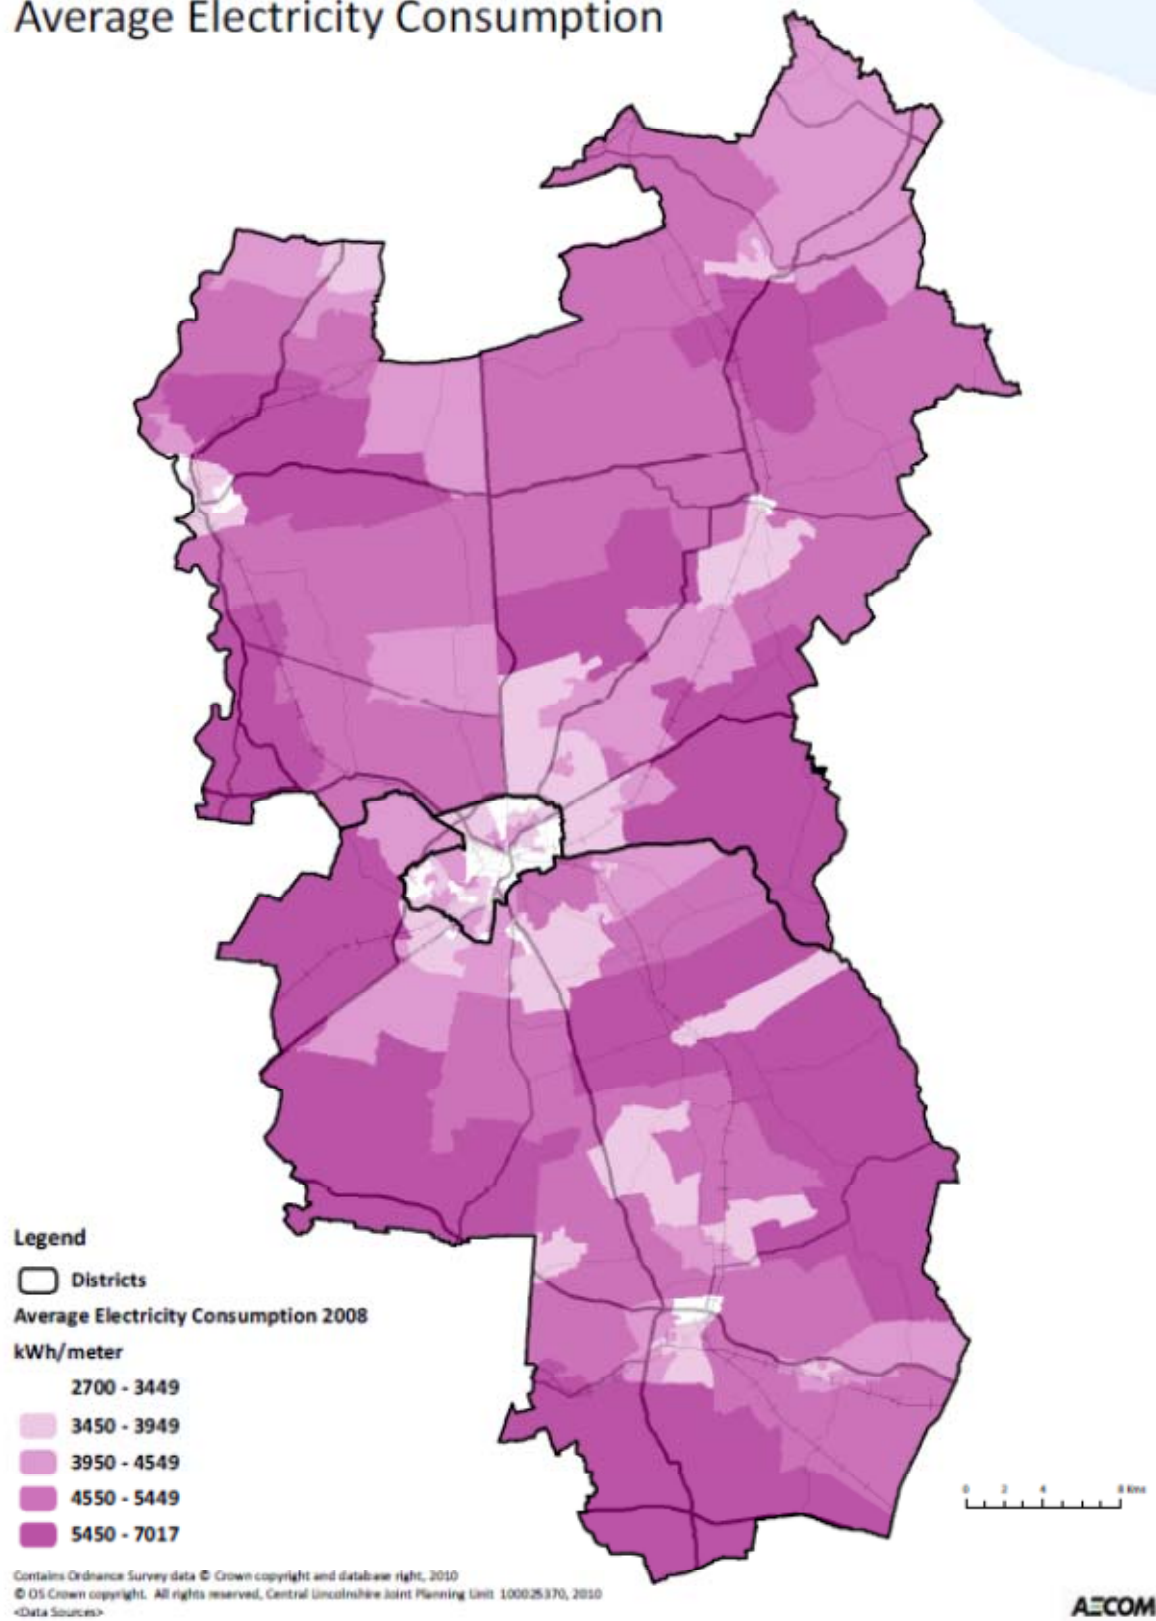 Average Electricity Consumption
Legend
Districts
Average Electricity Consumption 2008
kWh/meter
2700 - 3449
3450 - 3949
3950 - 4549
4550 - 5449
5450 - 7017
0 2 4 8 Kms
Contains Ordnance Survey data © Crown copyright and database right, 2010
© OS Crown copyright. All rights reserved, Central Lincolnshire Joint Planning Unit 100025370, 2010
<Data Sources>
AECOM